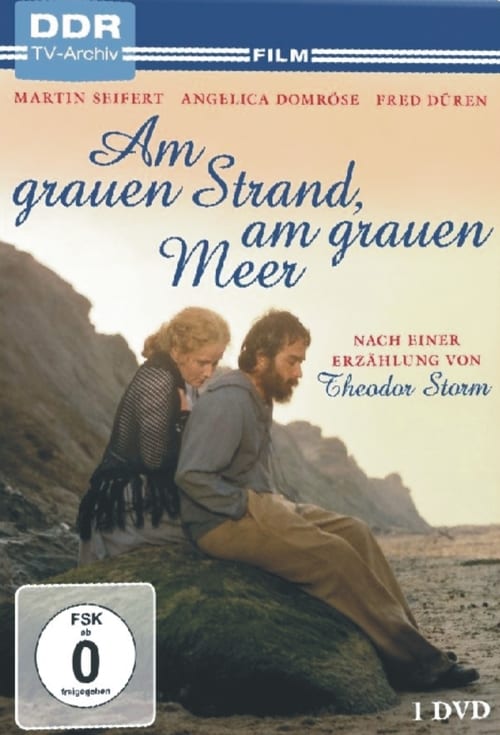 DDR
TV-Archiv
FILM
MARTIN SEIFERT ANGELICA DOMRÖSE FRED DÜREN
Am
grauen Strand,
am grauen
Meer
NACH EINER
ERZÄHLUNG VON
Theodor Storm
FSK
ab
0
freigegeben
1 DVD